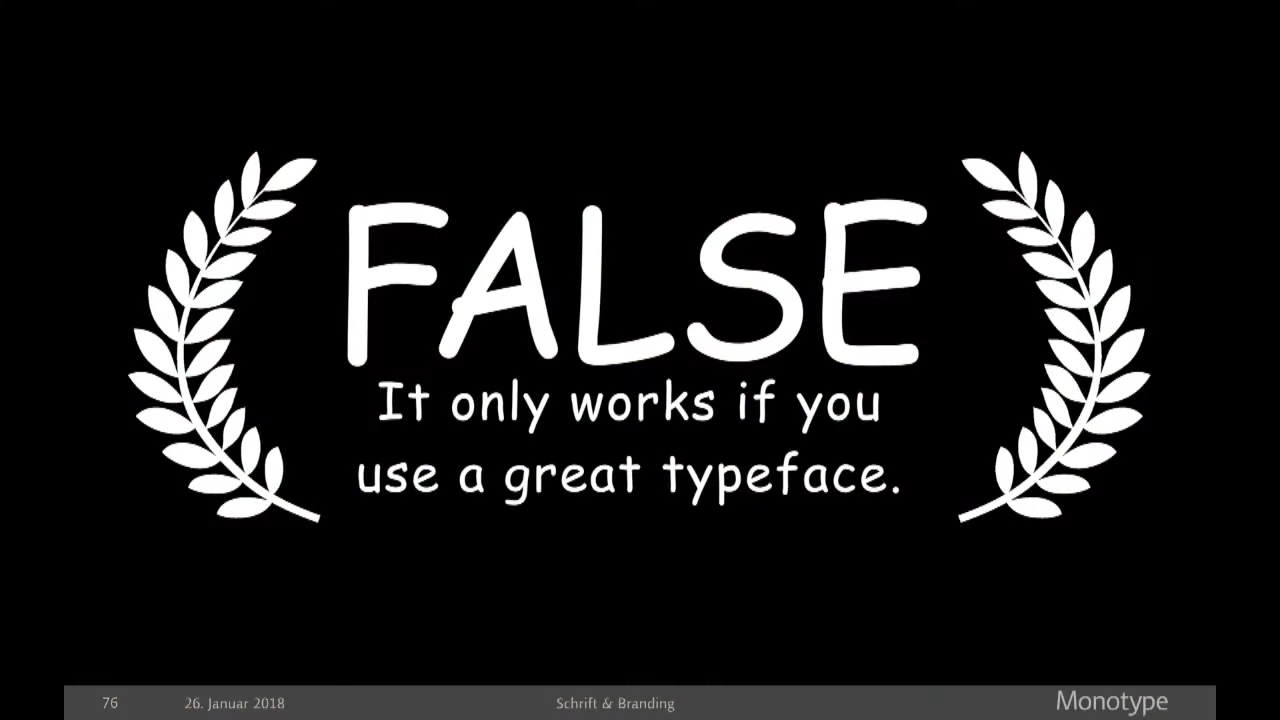 FALSE
It only works if you
use a great typeface.
76 26. Januar 2018 Schrift & Branding Monotype